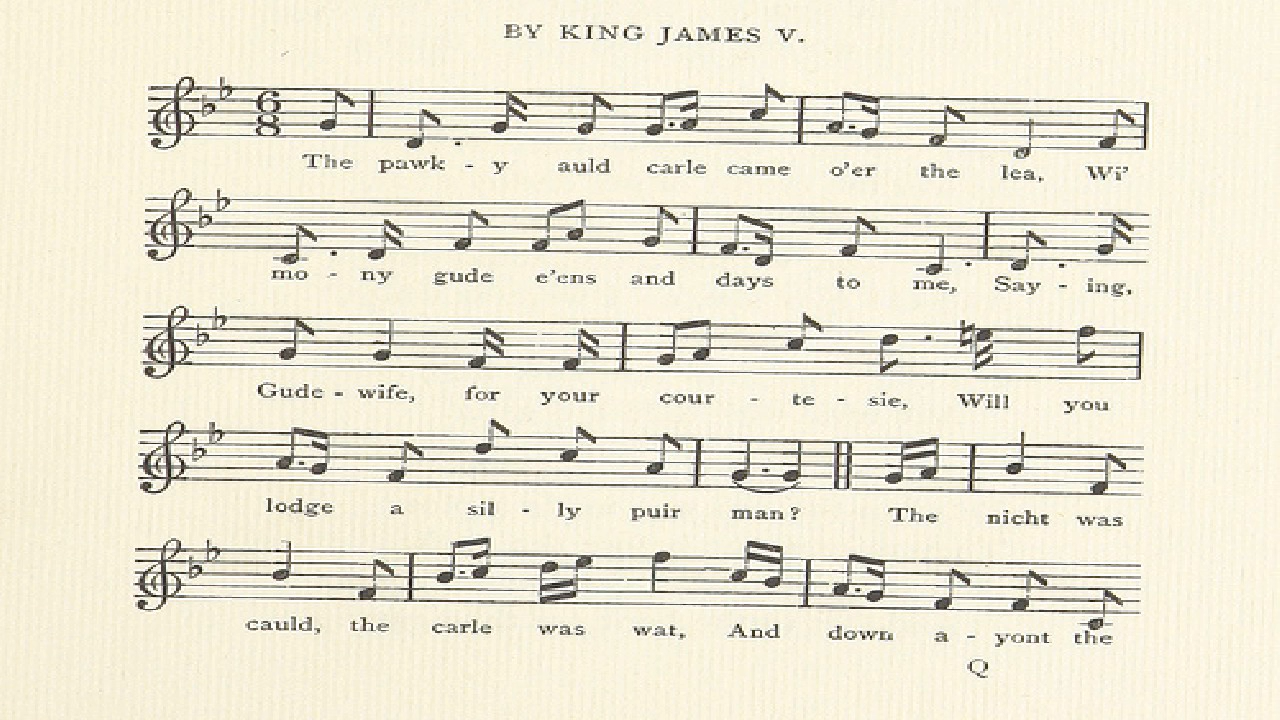 BY KING JAMES V.
6
8
The pawk - y auld carle came o'er the lea, Wi'
mo - ny gude e'ens and days to me, Say - ing,
Gude - wife, for your cour - te - sie, Will you
lodge a sil - ly puir man? The nicht was
cauld, the carle was wat, And down a - yont the
Q